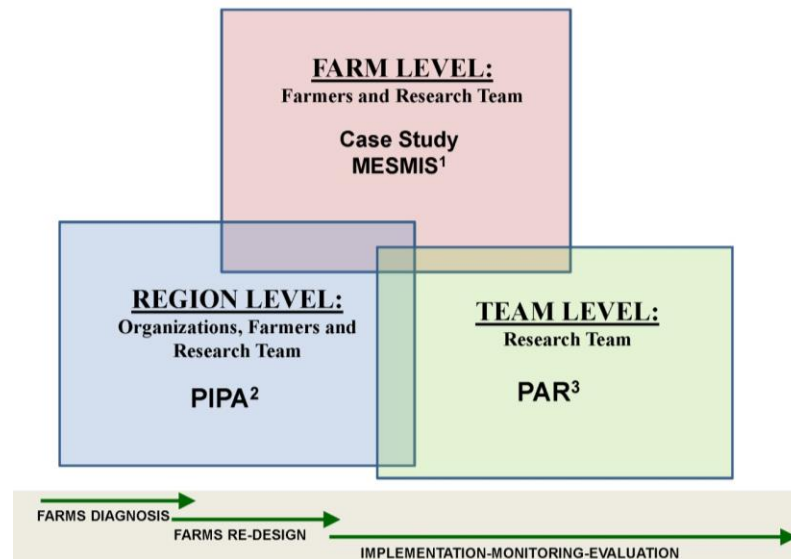 FARM LEVEL:
Farmers and Research Team
Case Study
MESMIS¹
REGION LEVEL:
Organizations, Farmers and
Research Team
PIPA²
TEAM LEVEL:
Research Team
PAR³
FARMS DIAGNOSIS
FARMS RE-DESIGN
IMPLEMENTATION-MONITORING-EVALUATION